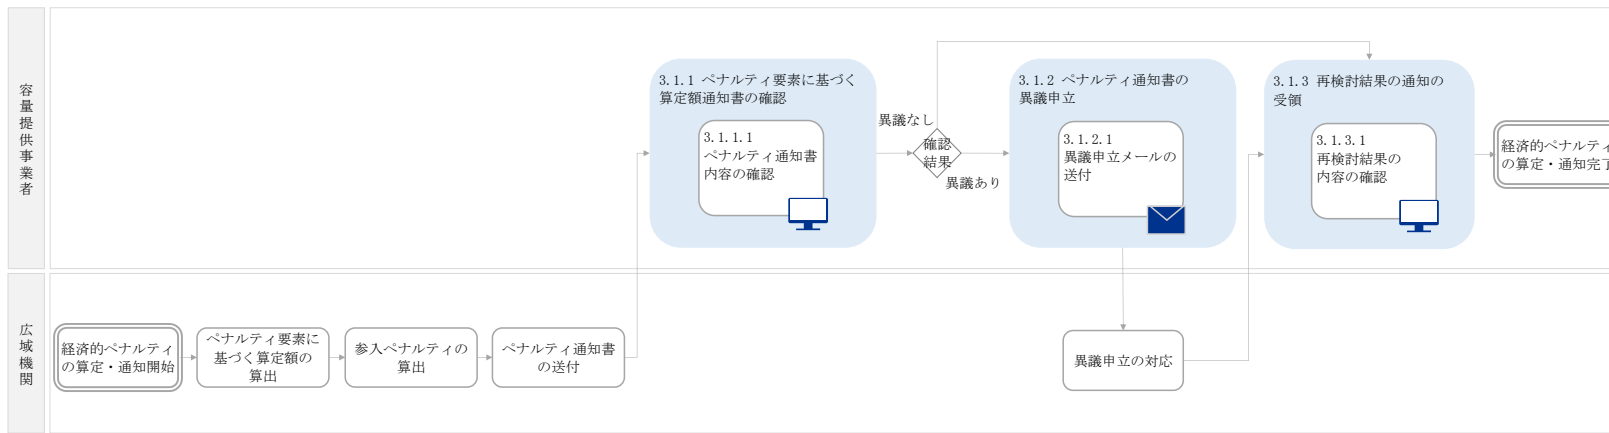 容量提供事業者
3.1.1 ペナルティ要素に基づく
算定額通知書の確認
3.1.1.1
ペナルティ通知書
内容の確認
異議なし
確認
結果
異議あり
3.1.2 ペナルティ通知書の
異議申立
3.1.2.1
異議申立メールの
送付
3.1.3 再検討結果の通知の
受領
3.1.3.1
再検討結果の
内容の確認
経済的ペナルティ
の算定・通知完了
広域機関
経済的ペナルティ
の算定・通知開始
ペナルティ要素に
基づく算定額の
算出
参入ペナルティの
算出
ペナルティ通知書
の送付
異議申立の対応